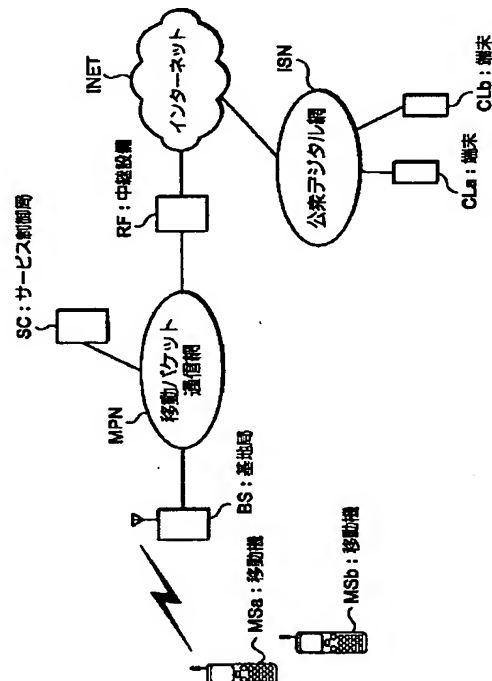 INET
インターネット
ISN
公衆デジタル網
CLa：端末
CLb：端末
RF：中継設備
SC：サービス制御局
MPN
移動パケット
通信網
BS：基地局
MSa：移動機
MSb：移動機